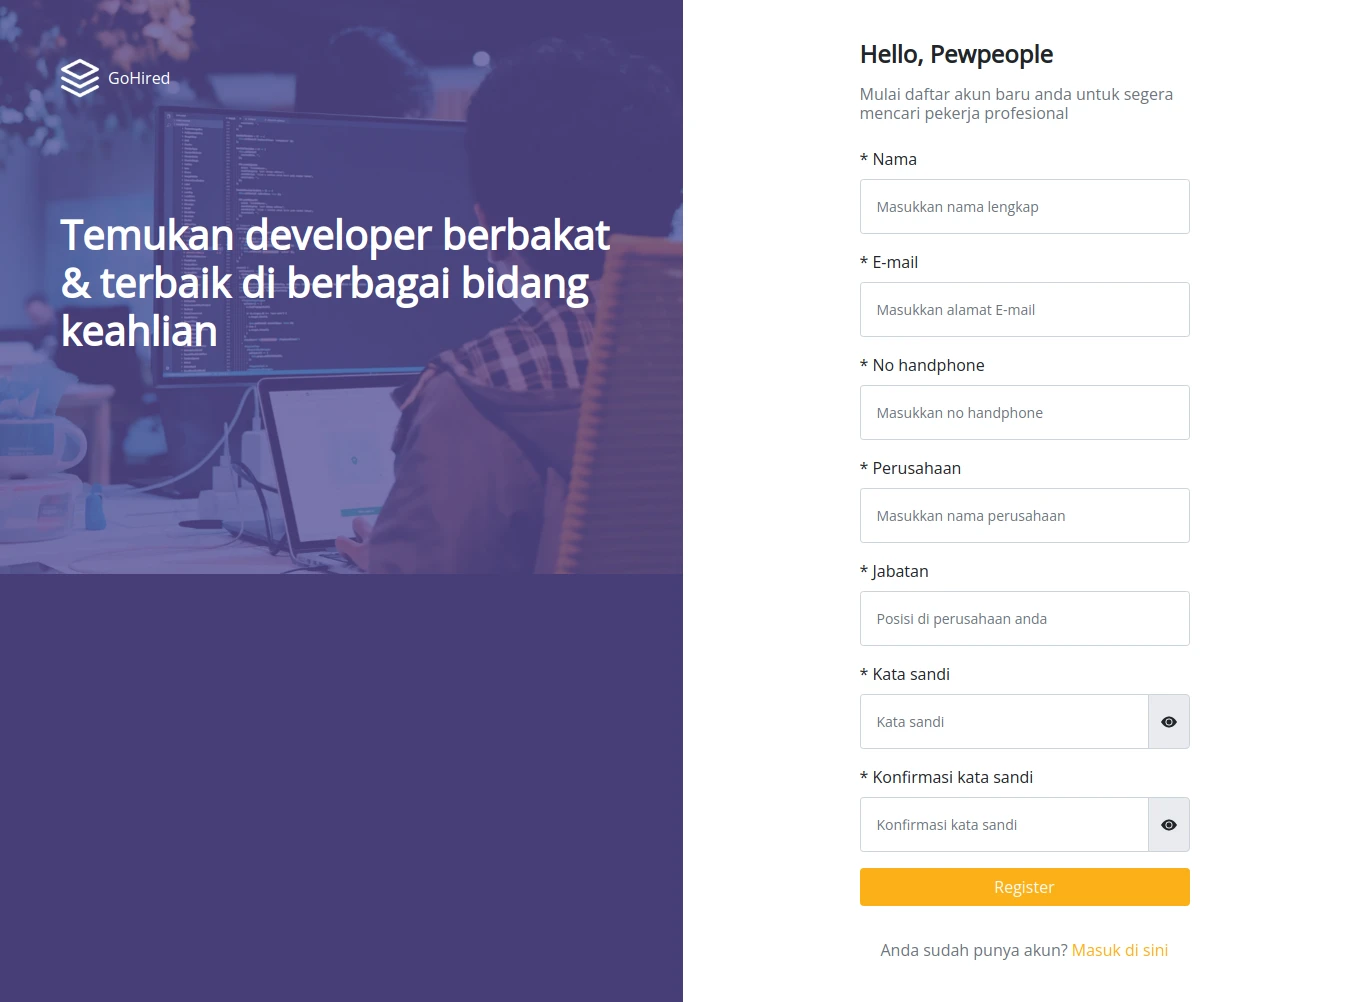 GoHired
Temukan developer berbakat
& terbaik di berbagai bidang
keahlian
Hello, Pewpeople
Mulai daftar akun baru anda untuk segera
mencari pekerja profesional
* Nama
Masukkan nama lengkap
* E-mail
Masukkan alamat E-mail
* No handphone
Masukkan no handphone
* Perusahaan
Masukkan nama perusahaan
* Jabatan
Posisi di perusahaan anda
* Kata sandi
Kata sandi
* Konfirmasi kata sandi
Konfirmasi kata sandi
Register
Anda sudah punya akun? Masuk di sini